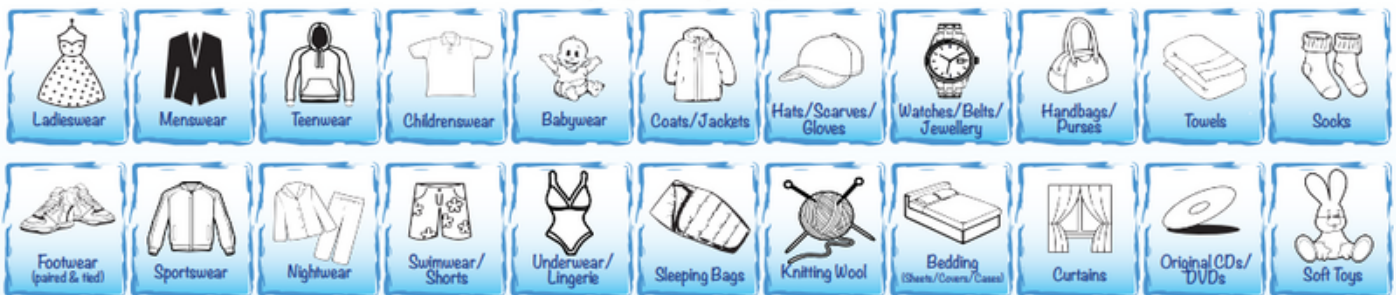 Ladieswear
Menswear
Teenwear
Childrenswear
Babywear
Coats/Jackets
Hats/Scarves/
Gloves
Watches/Belts/
Jewellery
Handbags/
Purses
Towels
Socks
Footwear
(paired & tied)
Sportswear
Nightwear
Swimwear/
Shorts
Underwear/
Lingerie
Sleeping Bags
Knitting Wool
Bedding
(Sheets/Covers/Cases)
Curtains
Original CDs/
DVDs
Soft Toys